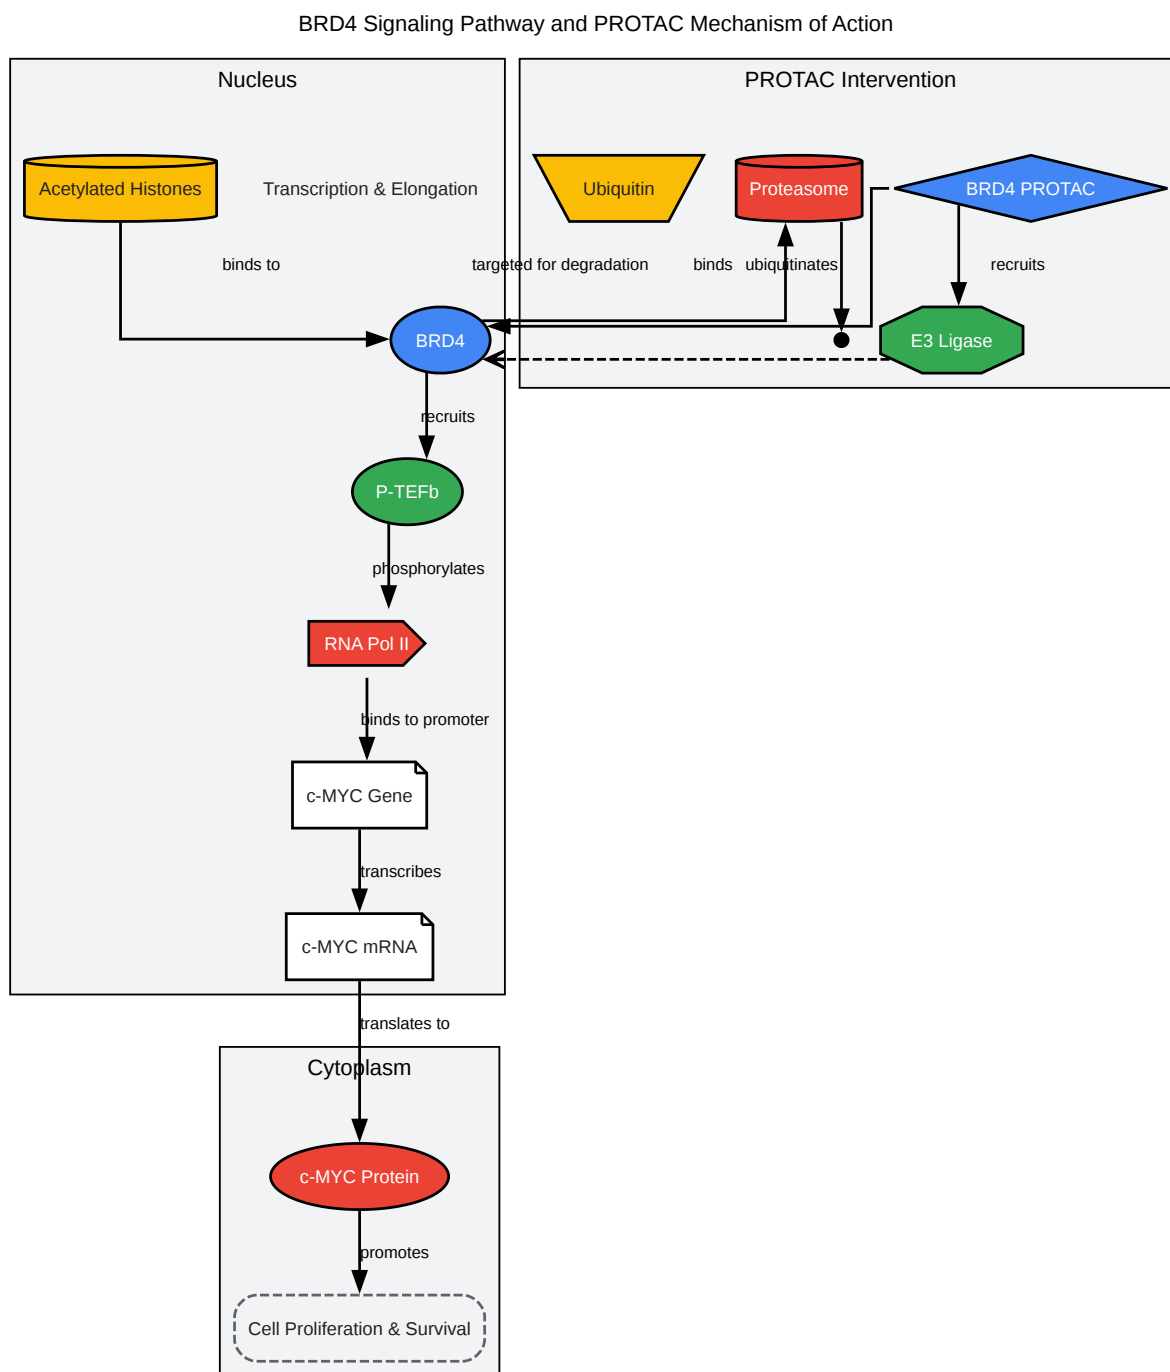 BRD4 Signaling Pathway and PROTAC Mechanism of Action
Nucleus
PROTAC Intervention
Acetylated Histones
Transcription & Elongation
Ubiquitin
Proteasome
BRD4 PROTAC
binds to
targeted for degradation
binds
ubiquitinates
recruits
BRD4
E3 Ligase
recruits
P-TEFb
phosphorylates
RNA Pol II
binds to promoter
c-MYC Gene
transcribes
c-MYC mRNA
translates to
Cytoplasm
c-MYC Protein
promotes
Cell Proliferation & Survival